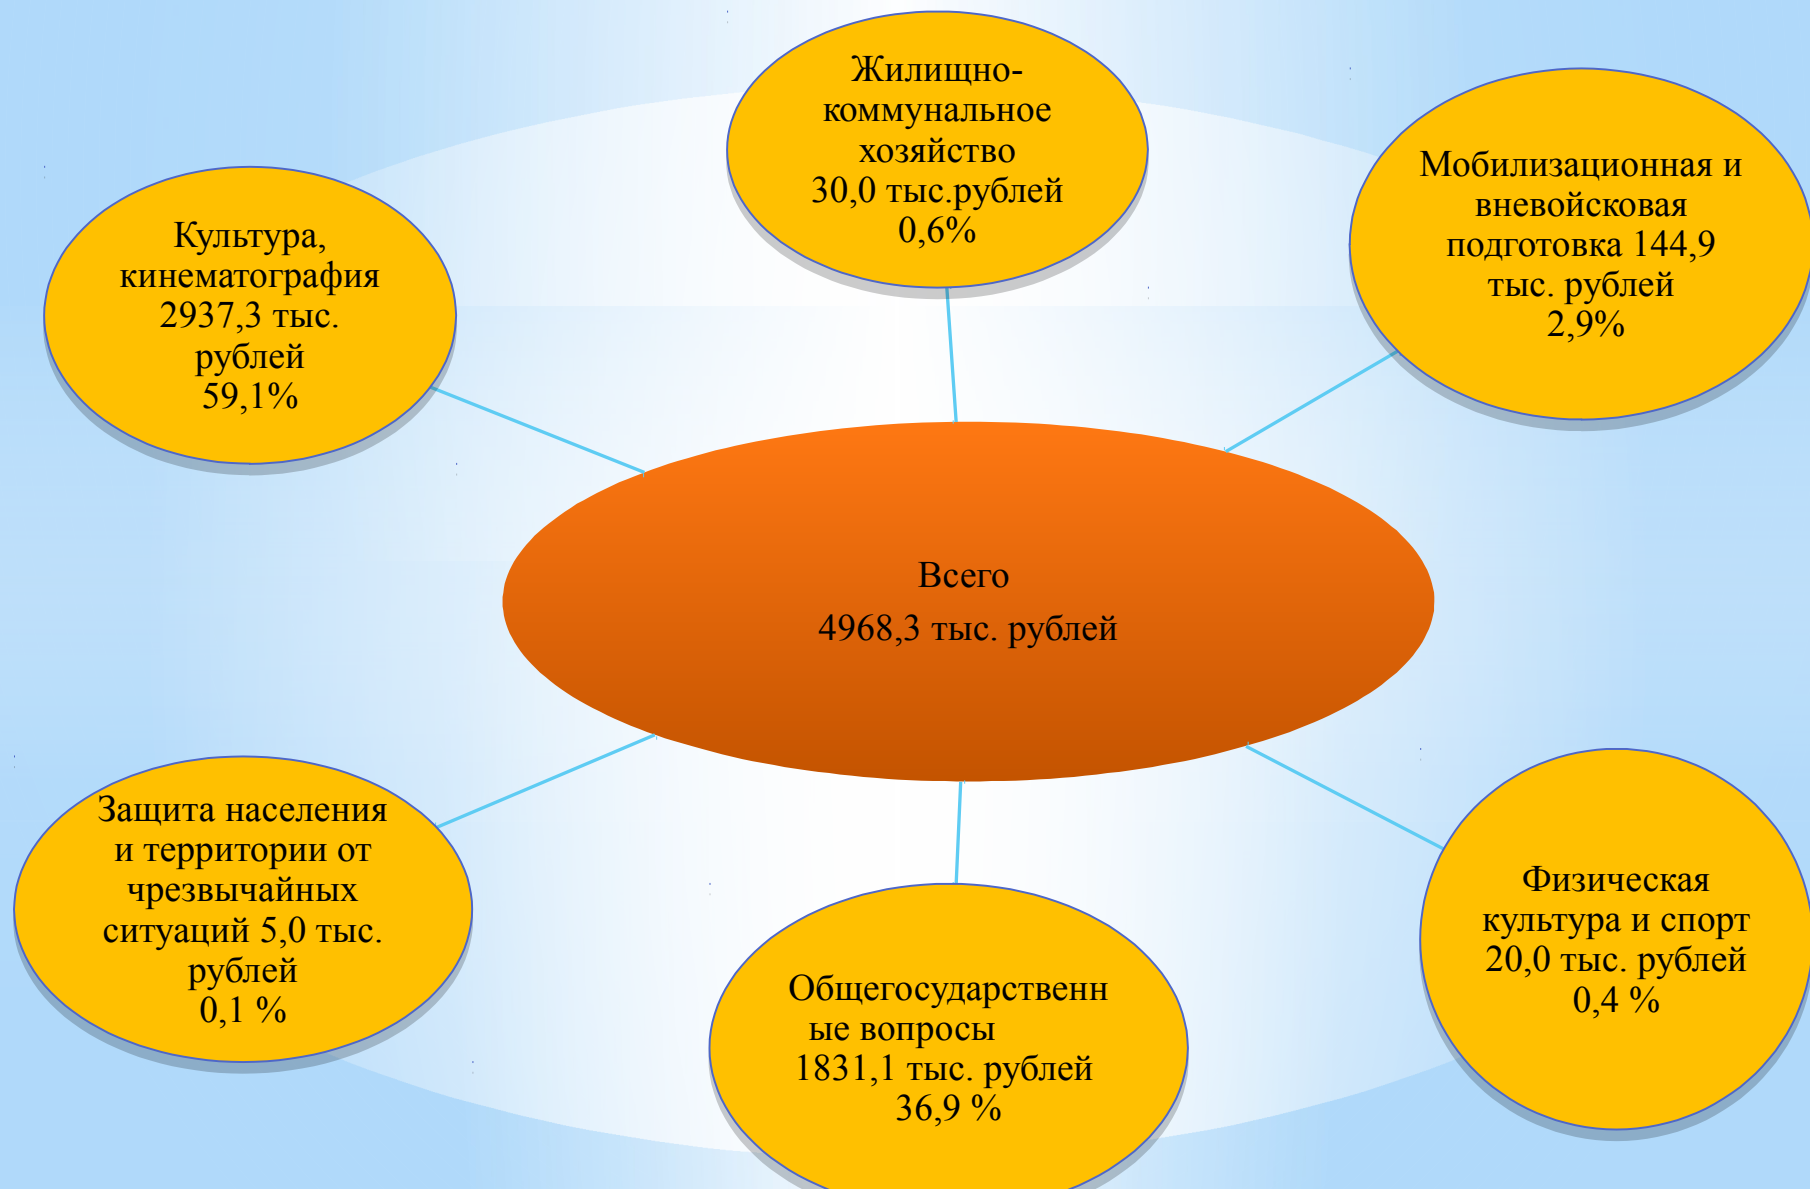 Жилищно-
коммунальное
хозяйство
30,0 тыс.рублей
0,6%
Мобилизационная и
вневойсковая
подготовка 144,9
тыс. рублей
2,9%
Культура,
кинематография
2937,3 тыс.
рублей
59,1%
Всего
4968,3 тыс. рублей
Защита населения
и территории от
чрезвычайных
ситуаций 5,0 тыс.
рублей
0,1 %
Общегосударственн
ые вопросы
1831,1 тыс. рублей
36,9 %
Физическая
культура и спорт
20,0 тыс. рублей
0,4 %